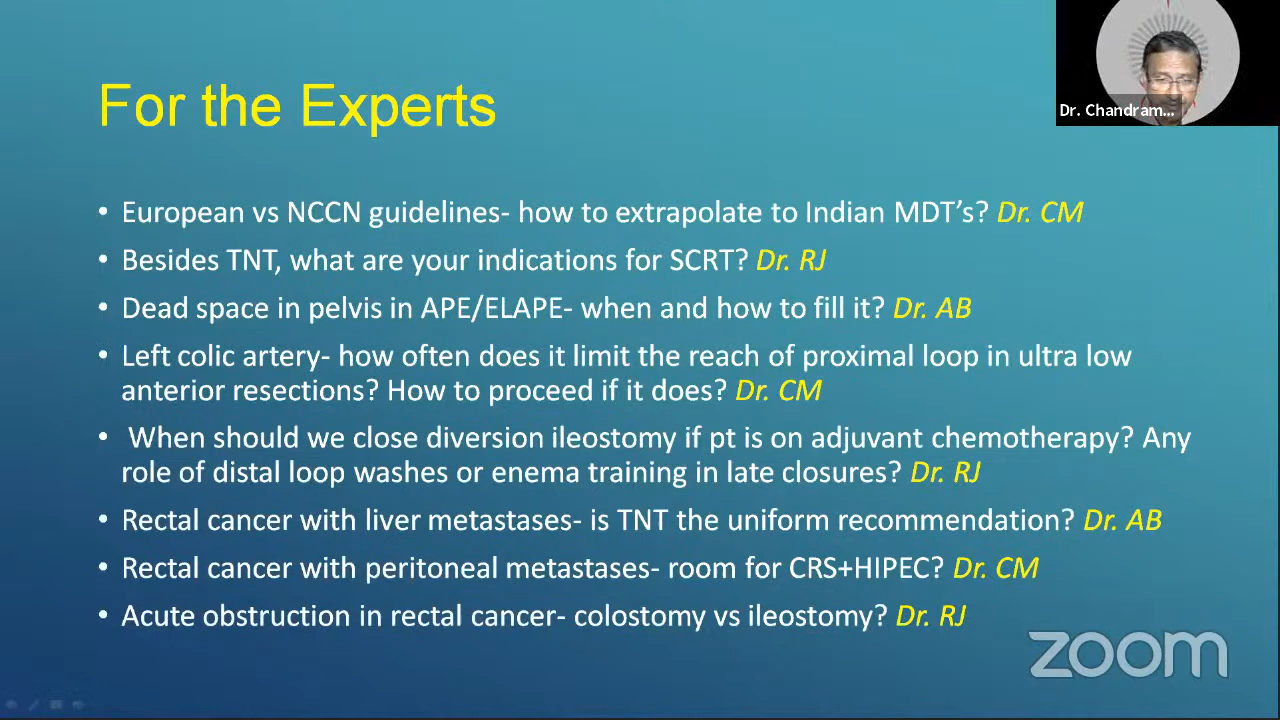 Dr. Chandram...
For the Experts
• European vs NCCN guidelines- how to extrapolate to Indian MDT’s? Dr. CM
• Besides TNT, what are your indications for SCRT? Dr. RJ
• Dead space in pelvis in APE/ELAPE- when and how to fill it? Dr. AB
• Left colic artery- how often does it limit the reach of proximal loop in ultra low
anterior resections? How to proceed if it does? Dr. CM
• When should we close diversion ileostomy if pt is on adjuvant chemotherapy? Any
role of distal loop washes or enema training in late closures? Dr. RJ
• Rectal cancer with liver metastases- is TNT the uniform recommendation? Dr. AB
• Rectal cancer with peritoneal metastases- room for CRS+HIPEC? Dr. CM
• Acute obstruction in rectal cancer- colostomy vs ileostomy? Dr. RJ
zoom